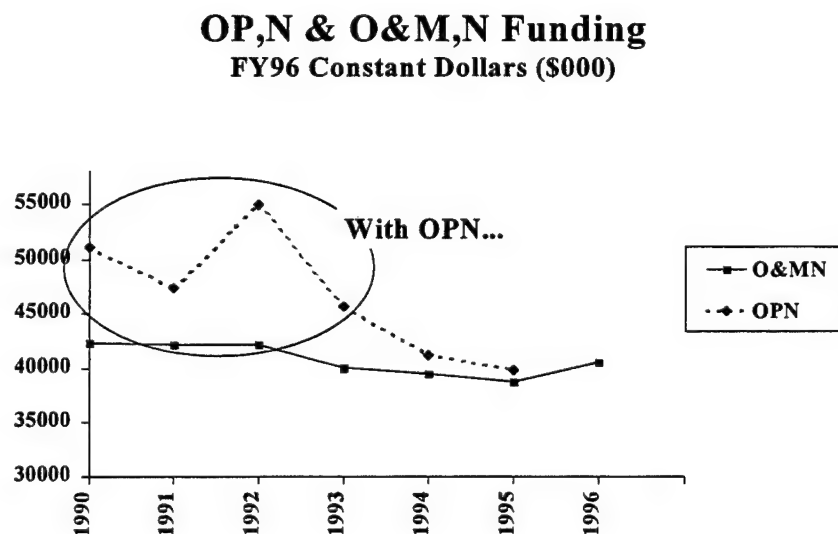 OP,N & O&M,N Funding
FY96 Constant Dollars ($000)
55000
50000
45000
40000
35000
30000
With OPN...
O&MN
OPN
1990
1991
1992
1993
1994
1995
1996